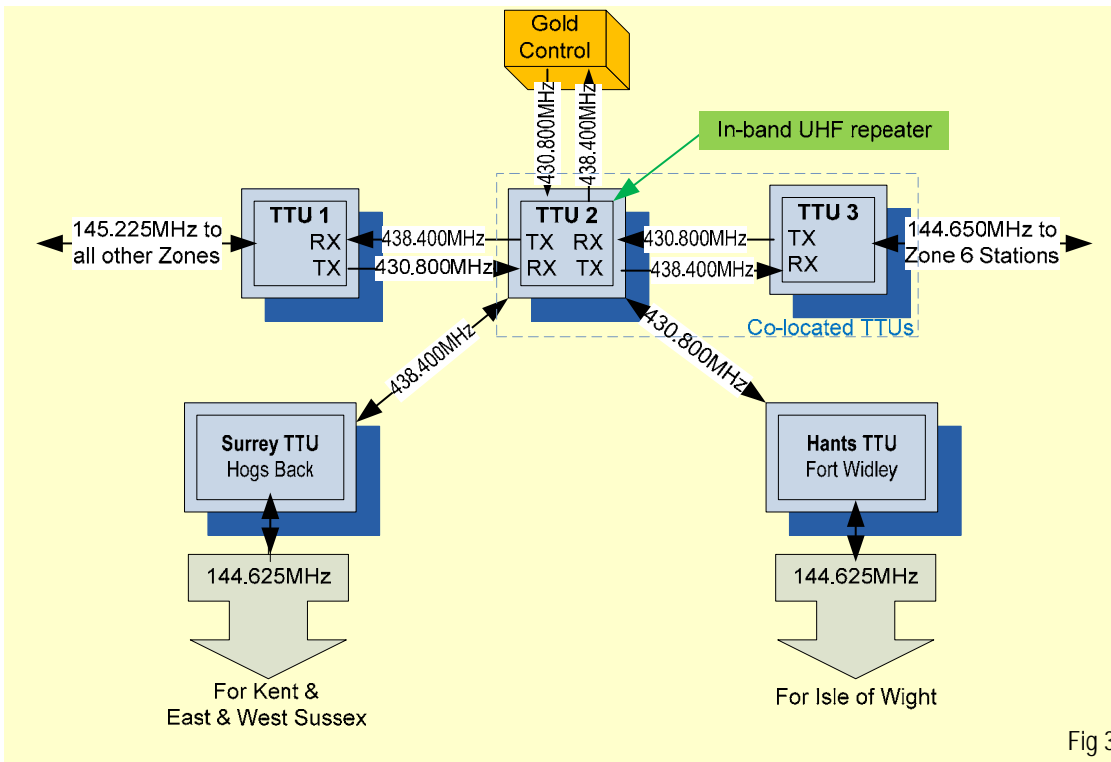 Gold
Control
430.800MHz
438.400MHz
In-band UHF repeater
TTU 1
RX
TX
TTU 2
TX RX
RX TX
TTU 3
TX
RX
145.225MHz to
all other Zones
438.400MHz
430.800MHz
430.800MHz
438.400MHz
144.650MHz to
Zone 6 Stations
Co-located TTUs
438.400MHz
430.800MHz
Surrey TTU
Hogs Back
Hants TTU
Fort Widley
144.625MHz
144.625MHz
For Kent &
East & West Sussex
For Isle of Wight
Fig 3